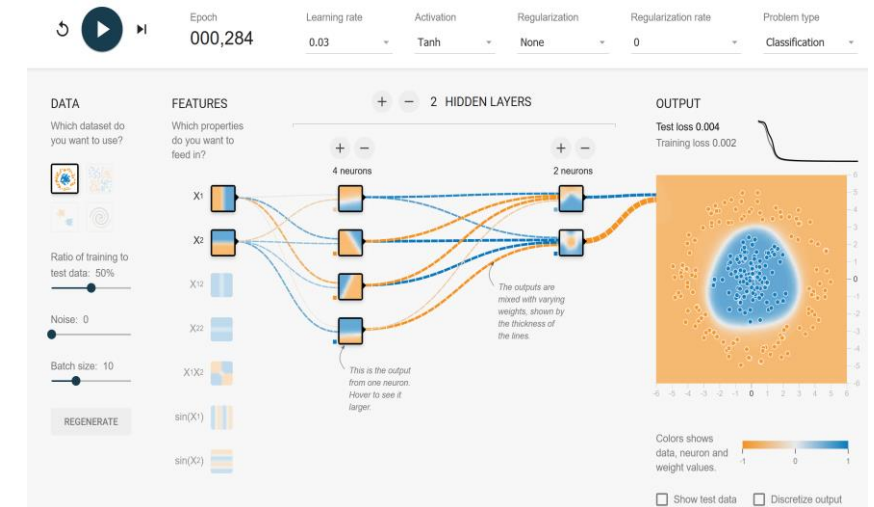 Epoch
000,284
Learning rate
0.03
Activation
Tanh
Regularization
None
Regularization rate
0
Problem type
Classification
DATA
Which dataset do
you want to use?
Ratio of training to
test data: 50%
Noise: 0
Batch size: 10
REGENERATE
FEATURES
Which properties
do you want to
feed in?
X1
X2
X12
X22
X1X2
sin(X1)
sin(X2)
+ − 2 HIDDEN LAYERS
+ −
4 neurons
+ −
2 neurons
This is the output
from one neuron.
Hover to see it
larger.
The outputs are
mixed with varying
weights, shown by
the thickness of
the lines.
OUTPUT
Test loss 0.004
Training loss 0.002
6
5
4
3
2
1
0
-1
-2
-3
-4
-5
-6
-6 -5 -4 -3 -2 -1 0 1 2 3 4 5 6
Colors shows
data, neuron and
weight values.
-1 0 1
Show test data
Discretize output